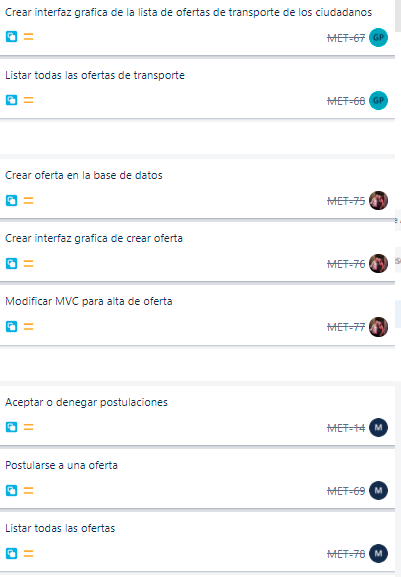 Crear interfaz grafica de la lista de ofertas de transporte de los ciudadanos
MET-67 GP
Listar todas las ofertas de transporte
MET-68 GP
Crear oferta en la base de datos
MET-75
Crear interfaz grafica de crear oferta
MET-76
Modificar MVC para alta de oferta
MET-77
Aceptar o denegar postulaciones
MET-14 M
Postularse a una oferta
MET-69 M
Listar todas las ofertas
MET-78 M